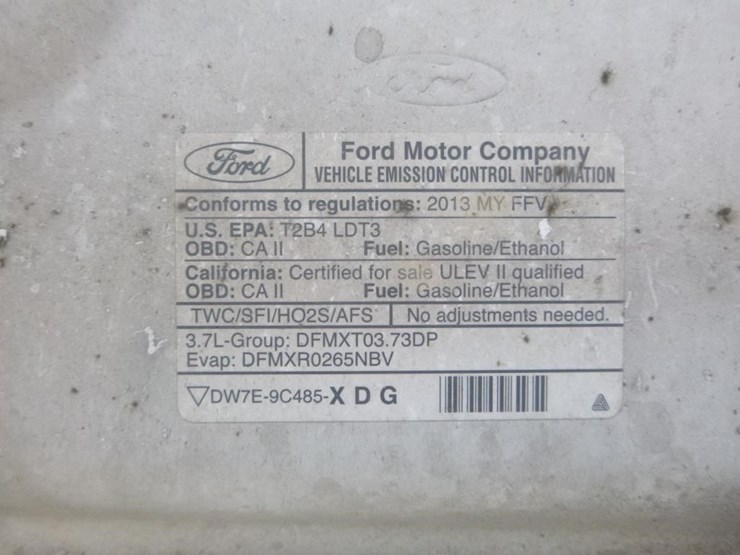 Ford
Ford
Ford Motor Company
VEHICLE EMISSION CONTROL INFORMATION
Conforms to regulations: 2013 MY FFV
U.S. EPA: T2B4 LDT3
OBD: CA II Fuel: Gasoline/Ethanol
California: Certified for sale ULEV II qualified
OBD: CA II Fuel: Gasoline/Ethanol
TWC/SFI/HO2S/AFS No adjustments needed.
3.7L-Group: DFMXT03.73DP
Evap: DFMXR0265NBV
DW7E-9C485-X D G